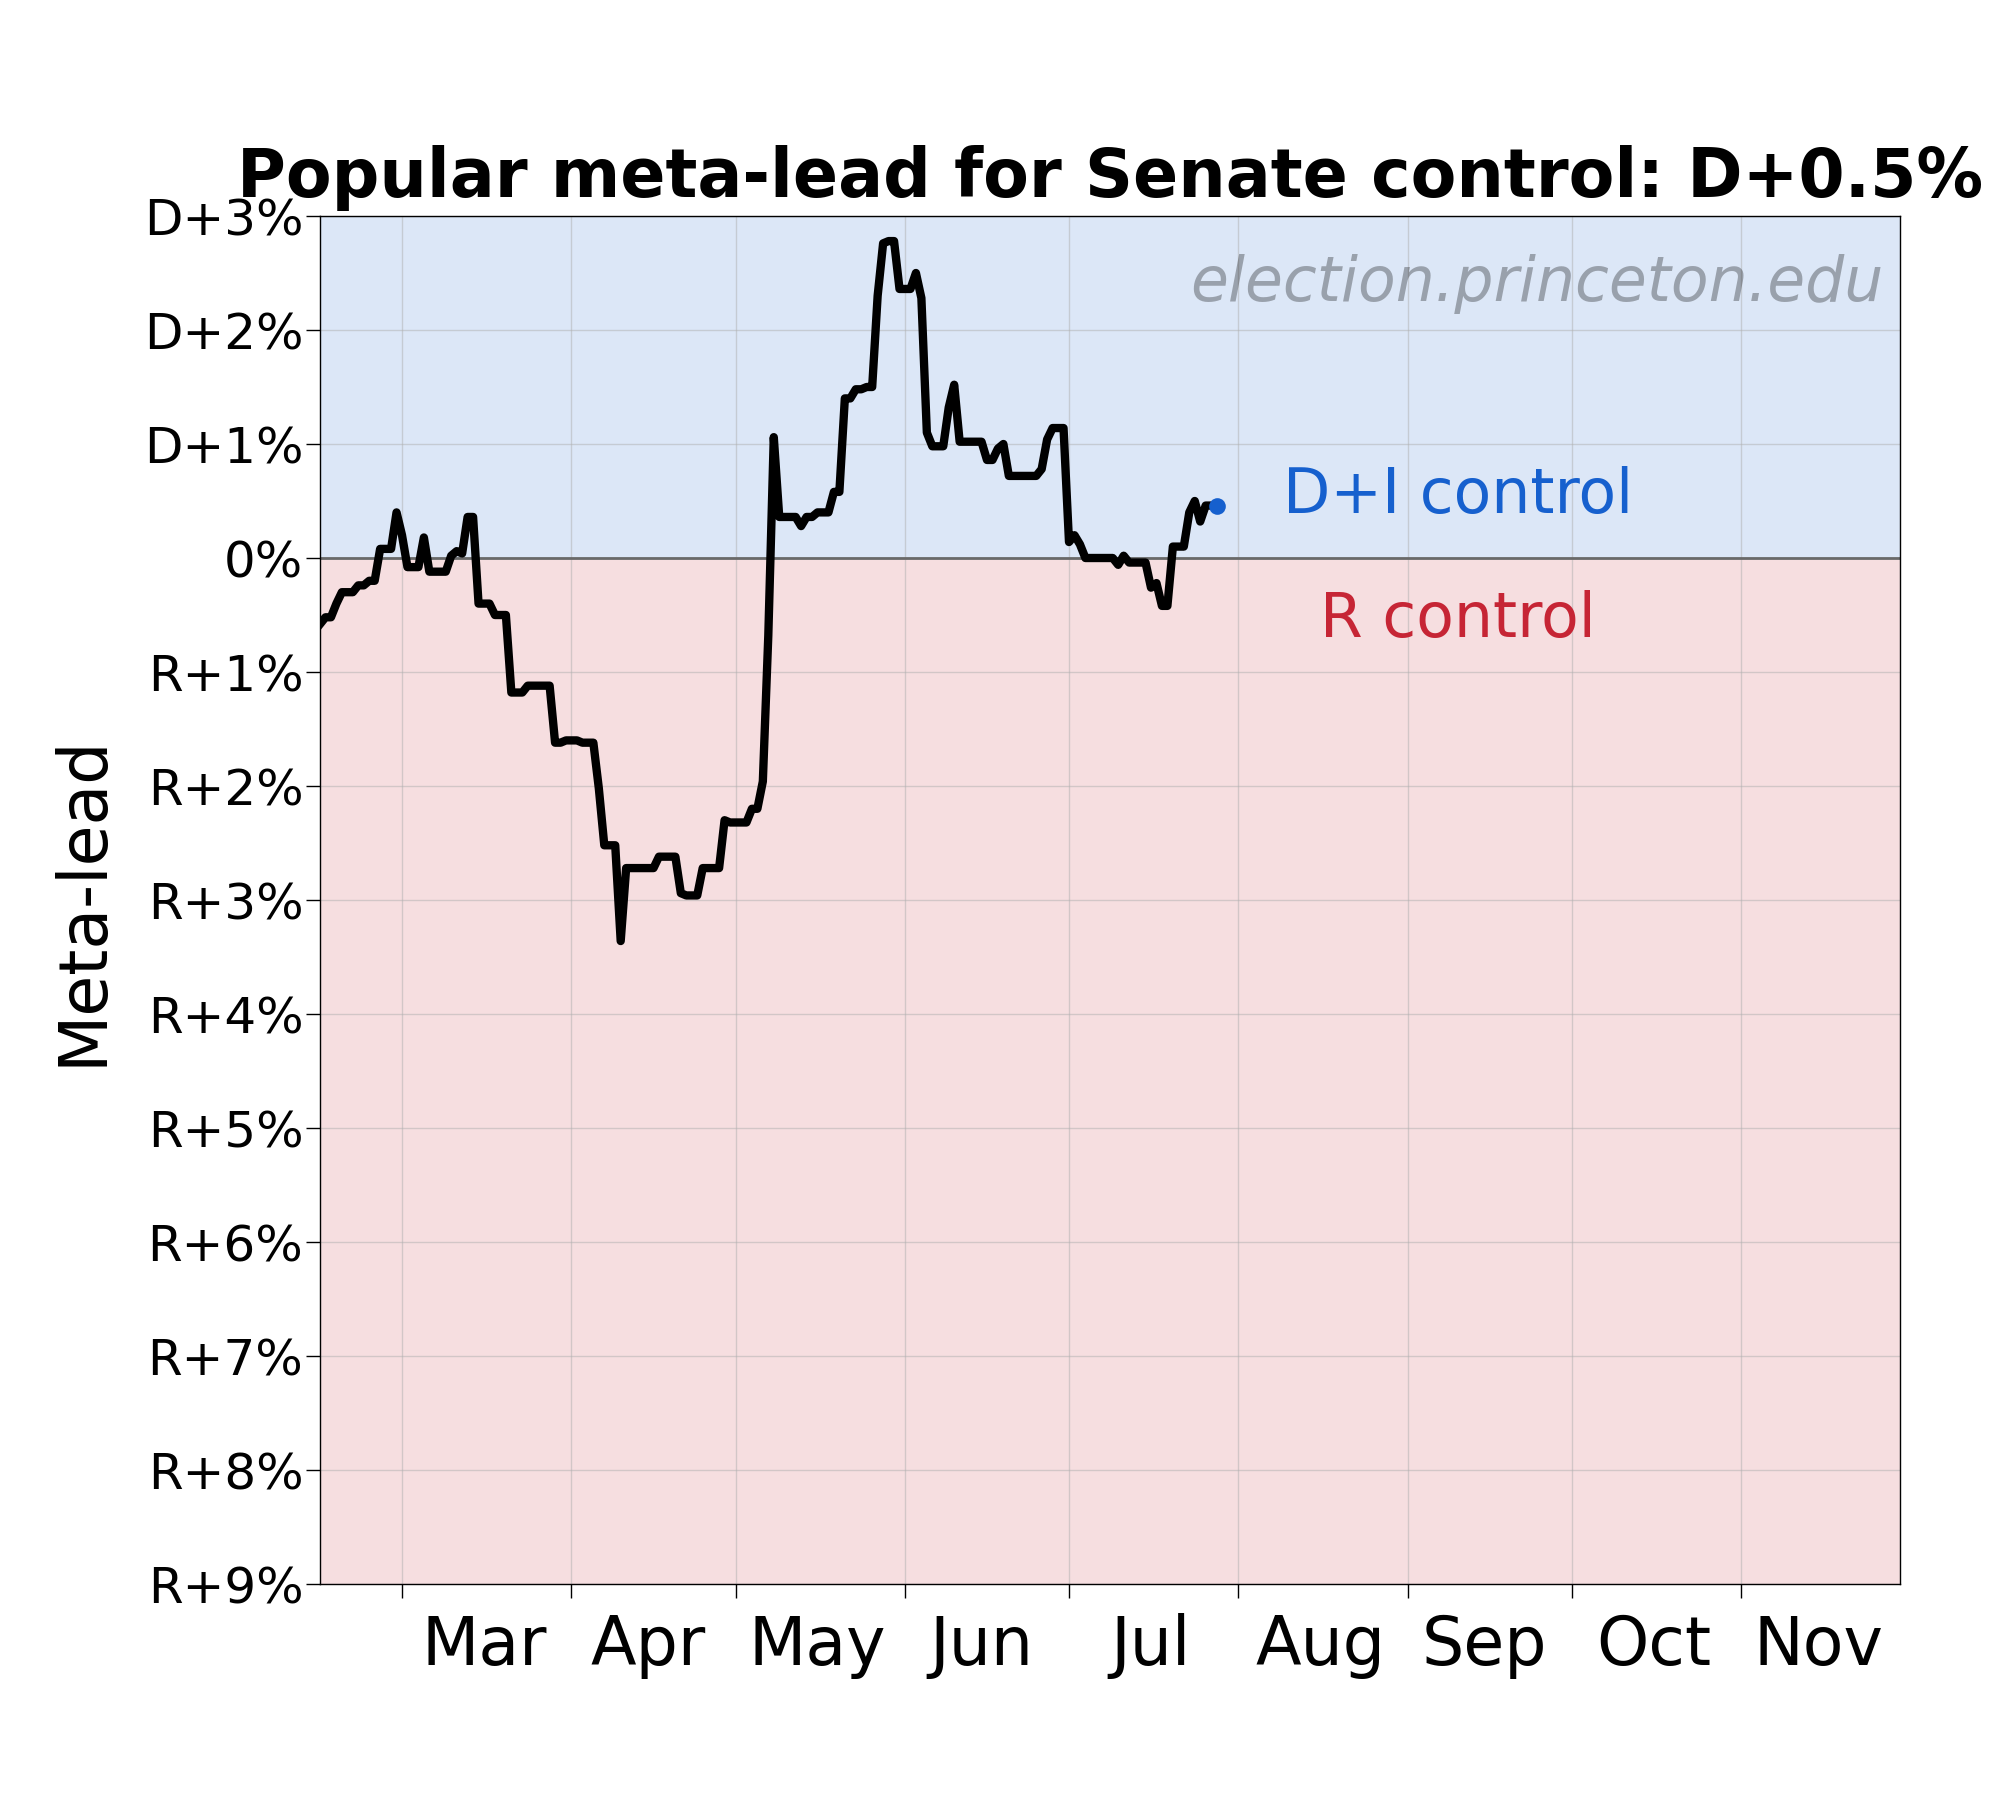 Popular meta-lead for Senate control: D+0.5%
D+3%
election.princeton.edu
D+2%
D+1%
D+I control
0%
R control
R+1%
R+2%
Meta-lead
R+3%
R+4%
R+5%
R+6%
R+7%
R+8%
R+9%
Mar Apr May Jun Jul Aug Sep Oct Nov